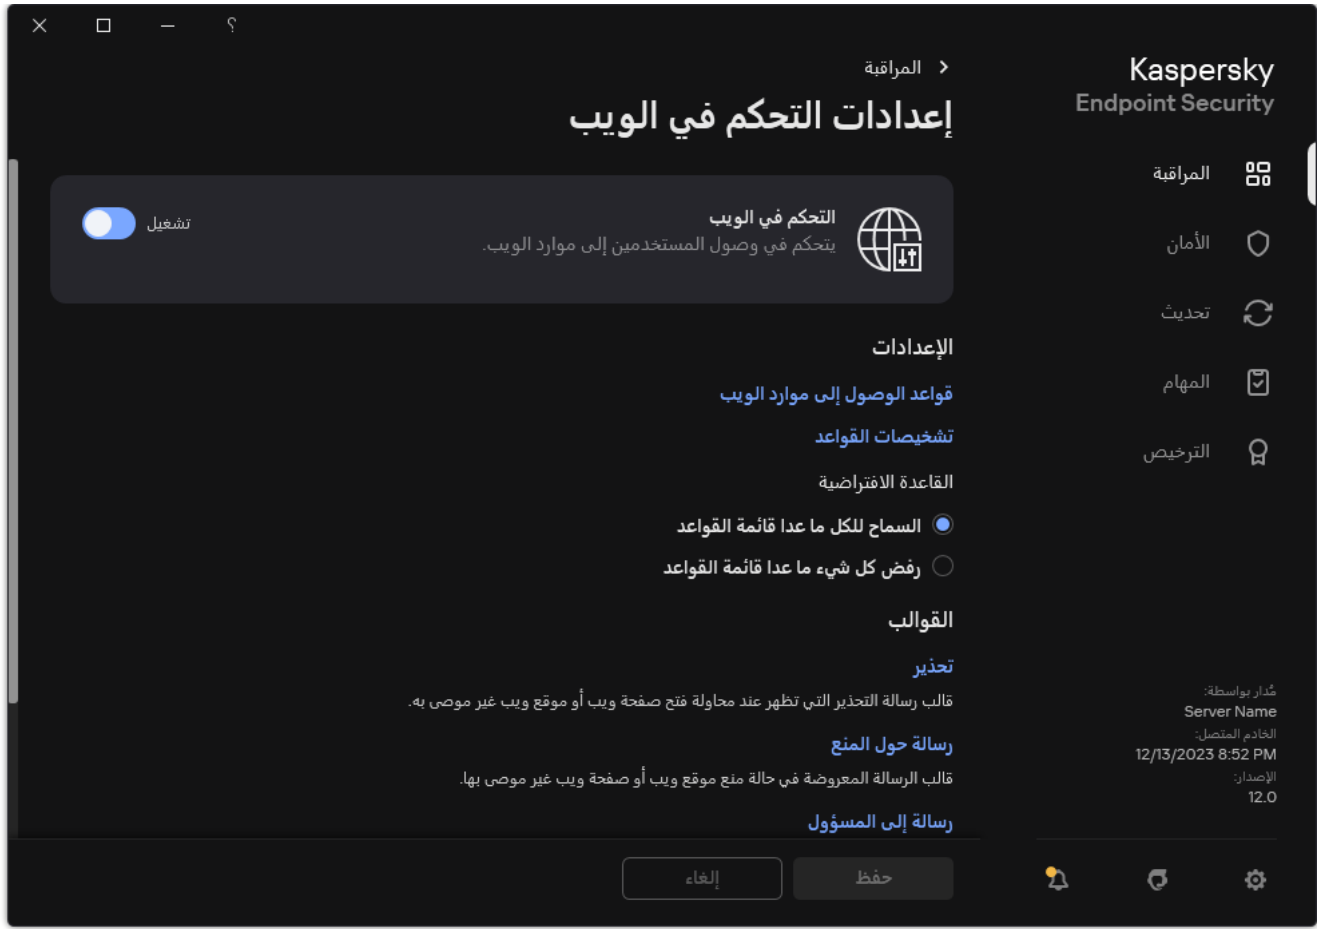 ؟
Kaspersky
Endpoint Security
المراقبة
الأمان
تحديث
المهام
الترخيص
مُدار بواسطة:
Server Name
الخادم المتصل:
12/13/2023 8:52 PM
الإصدار:
12.0
المراقبة
إعدادات التحكم في الويب
التحكم في الويب
يتحكم في وصول المستخدمين إلى موارد الويب.
تشغيل
الإعدادات
قواعد الوصول إلى موارد الويب
تشخيصات القواعد
القاعدة الافتراضية
السماح للكل ما عدا قائمة القواعد
رفض كل شيء ما عدا قائمة القواعد
القوالب
تحذير
قالب رسالة التحذير التي تظهر عند محاولة فتح صفحة ويب أو موقع ويب غير موصى به.
رسالة حول المنع
قالب الرسالة المعروضة في حالة منع موقع ويب أو صفحة ويب غير موصى بها.
رسالة إلى المسؤول
حفظ
إلغاء